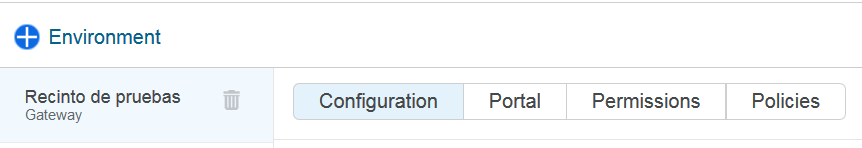 Environment
Recinto de pruebas
Gateway
Configuration Portal Permissions Policies